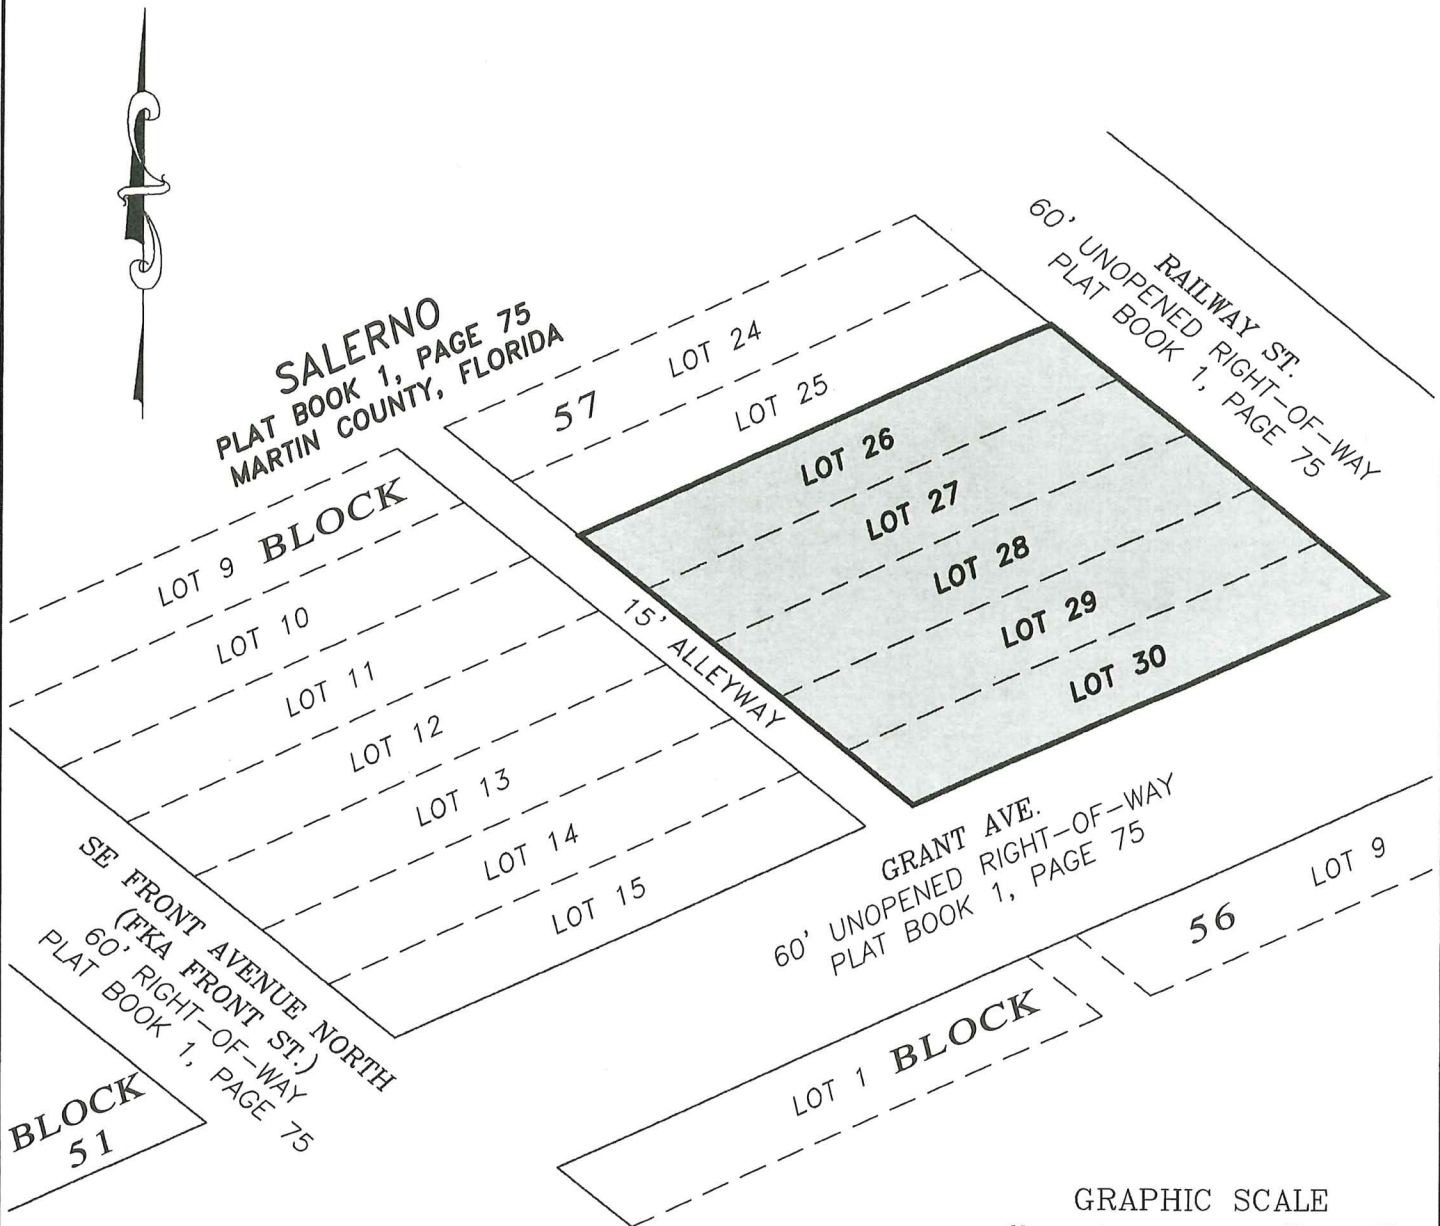 SALERNO
PLAT BOOK 1, PAGE 75
MARTIN COUNTY, FLORIDA
RAILWAY ST.
60' UNOPENED RIGHT-OF-WAY
PLAT BOOK 1, PAGE 75
BLOCK 57
LOT 24
LOT 25
LOT 26
LOT 27
LOT 28
LOT 29
LOT 30
LOT 9
LOT 10
LOT 11
LOT 12
LOT 13
LOT 14
LOT 15
15' ALLEYWAY
GRANT AVE.
60' UNOPENED RIGHT-OF-WAY
PLAT BOOK 1, PAGE 75
SE FRONT AVENUE NORTH
(FKA FRONT ST.)
60' RIGHT-OF-WAY
PLAT BOOK 1, PAGE 75
BLOCK
51
LOT 1
BLOCK 56
LOT 9
GRAPHIC SCALE